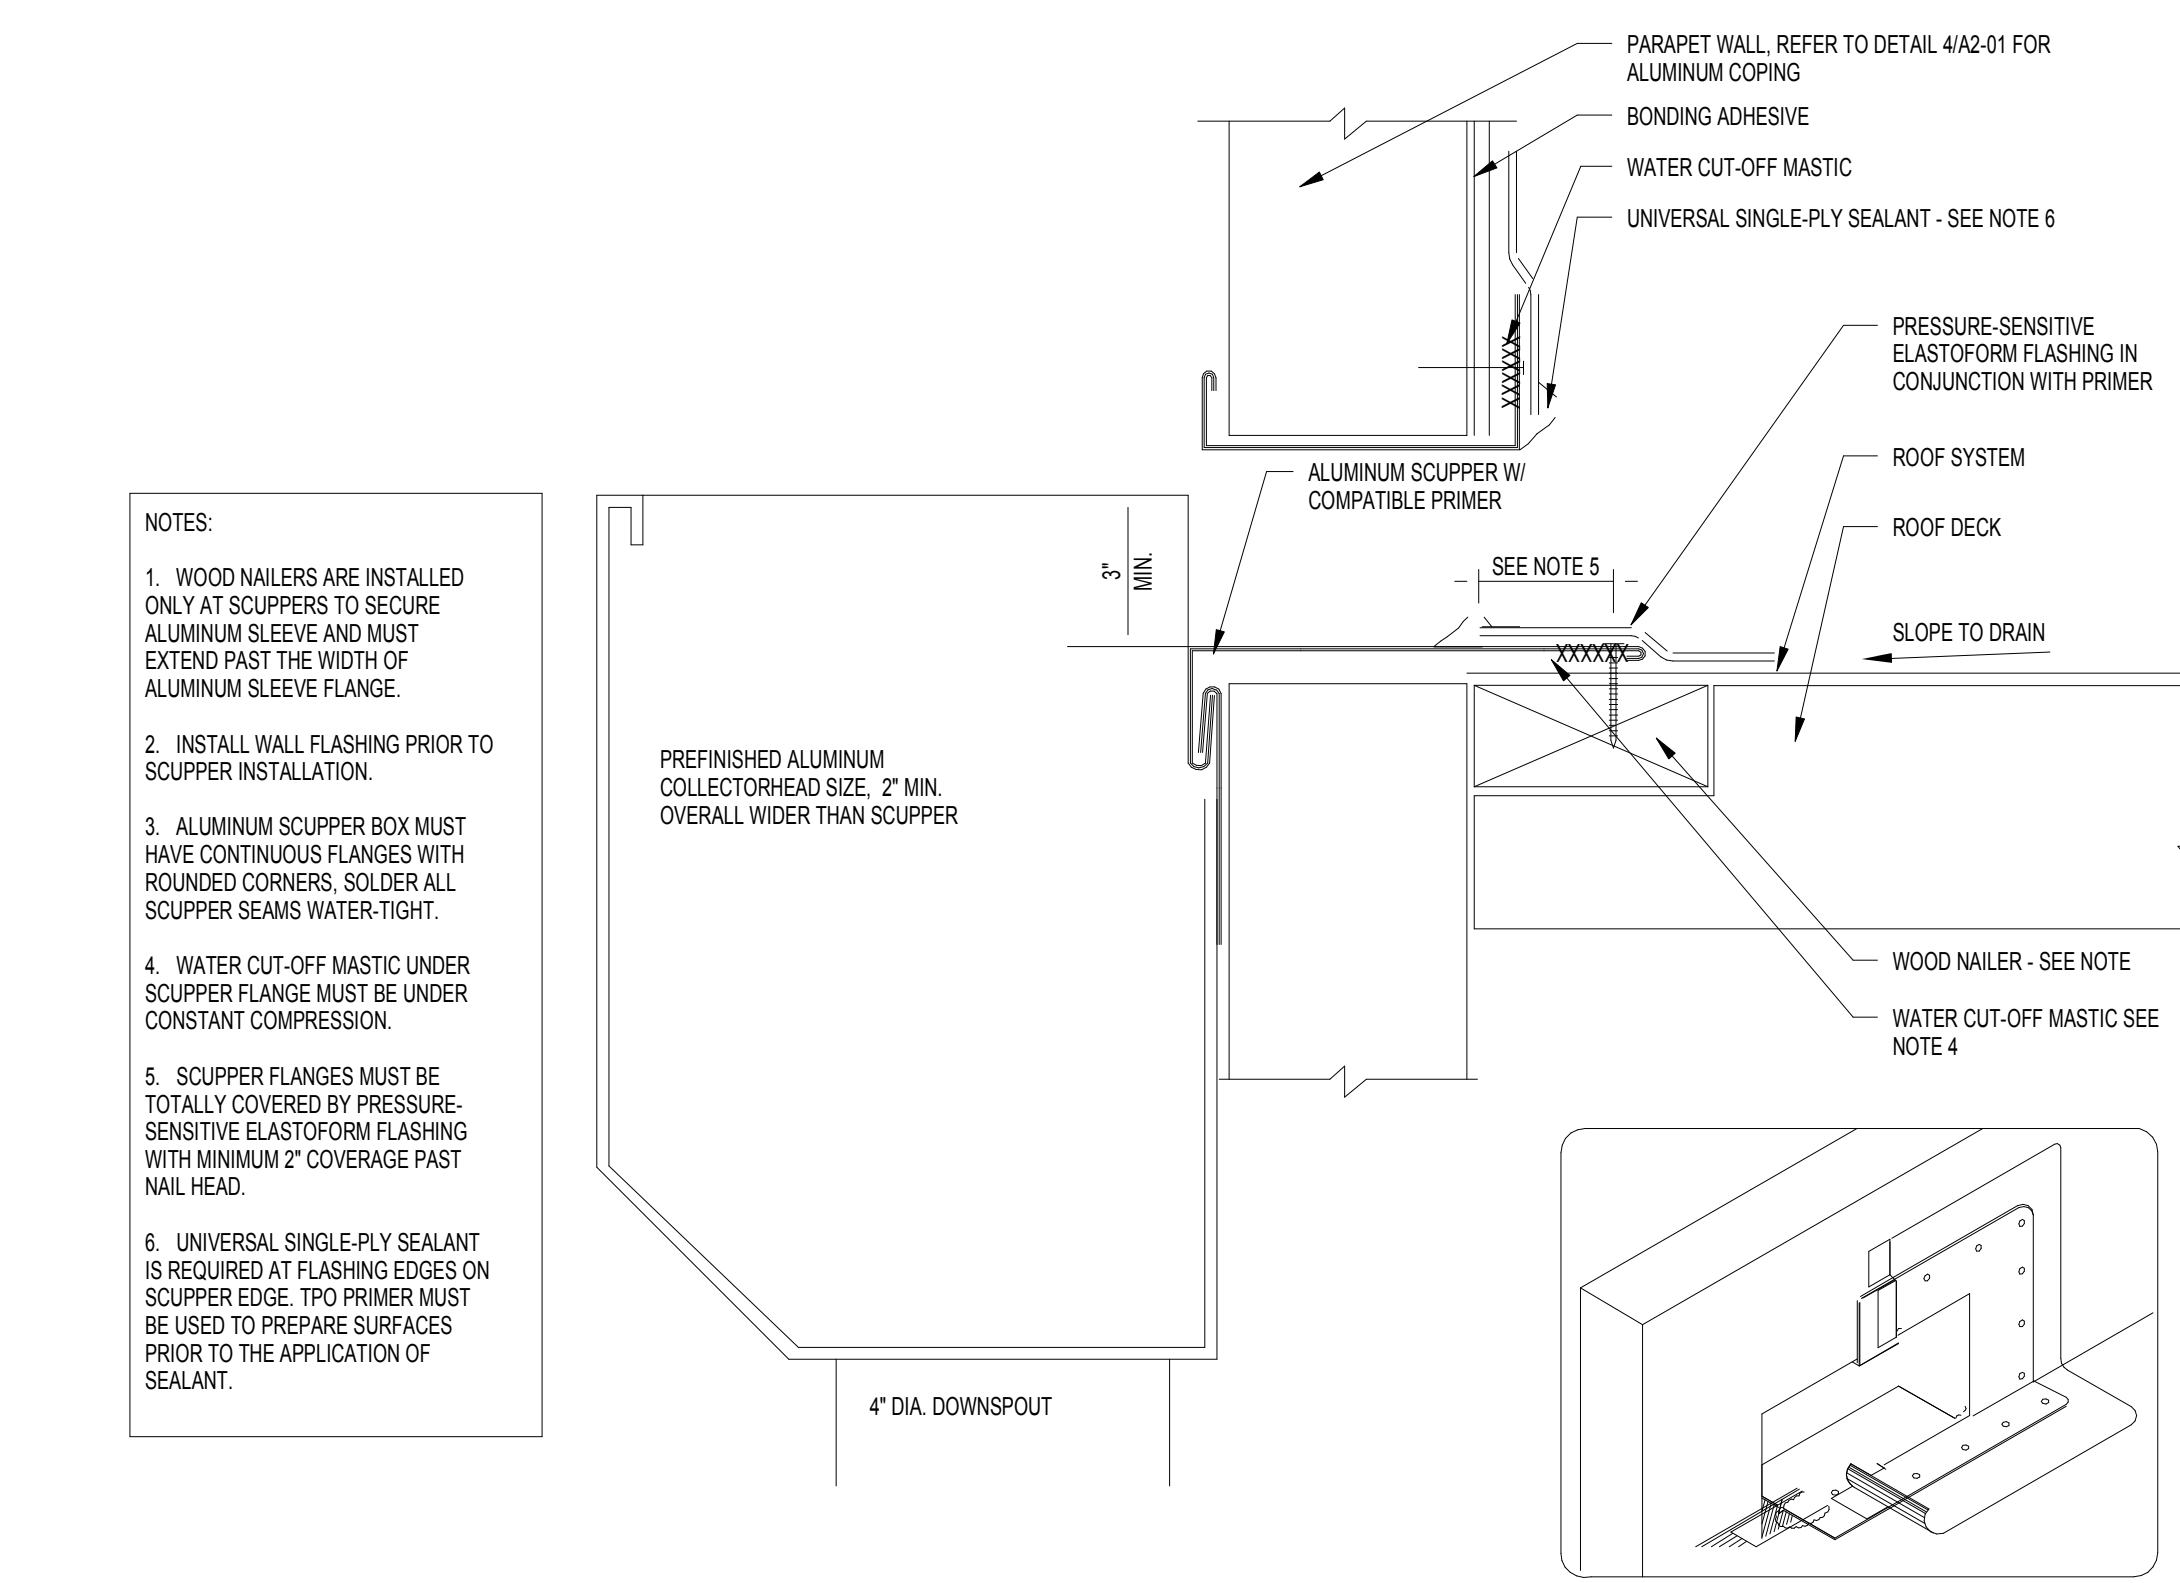 PARAPET WALL, REFER TO DETAIL 4/A2-01 FOR
ALUMINUM COPING
BONDING ADHESIVE
WATER CUT-OFF MASTIC
UNIVERSAL SINGLE-PLY SEALANT - SEE NOTE 6
PRESSURE-SENSITIVE
ELASTOFORM FLASHING IN
CONJUNCTION WITH PRIMER
ROOF SYSTEM
ROOF DECK
ALUMINUM SCUPPER W/
COMPATIBLE PRIMER
3"
MIN.
SEE NOTE 5
SLOPE TO DRAIN
NOTES:
1. WOOD NAILERS ARE INSTALLED
ONLY AT SCUPPERS TO SECURE
ALUMINUM SLEEVE AND MUST
EXTEND PAST THE WIDTH OF
ALUMINUM SLEEVE FLANGE.
2. INSTALL WALL FLASHING PRIOR TO
SCUPPER INSTALLATION.
3. ALUMINUM SCUPPER BOX MUST
HAVE CONTINUOUS FLANGES WITH
ROUNDED CORNERS, SOLDER ALL
SCUPPER SEAMS WATER-TIGHT.
4. WATER CUT-OFF MASTIC UNDER
SCUPPER FLANGE MUST BE UNDER
CONSTANT COMPRESSION.
5. SCUPPER FLANGES MUST BE
TOTALLY COVERED BY PRESSURE-
SENSITIVE ELASTOFORM FLASHING
WITH MINIMUM 2" COVERAGE PAST
NAIL HEAD.
6. UNIVERSAL SINGLE-PLY SEALANT
IS REQUIRED AT FLASHING EDGES ON
SCUPPER EDGE. TPO PRIMER MUST
BE USED TO PREPARE SURFACES
PRIOR TO THE APPLICATION OF
SEALANT.
PREFINISHED ALUMINUM
COLLECTORHEAD SIZE, 2" MIN.
OVERALL WIDER THAN SCUPPER
WOOD NAILER - SEE NOTE
WATER CUT-OFF MASTIC SEE
NOTE 4
4" DIA. DOWNSPOUT